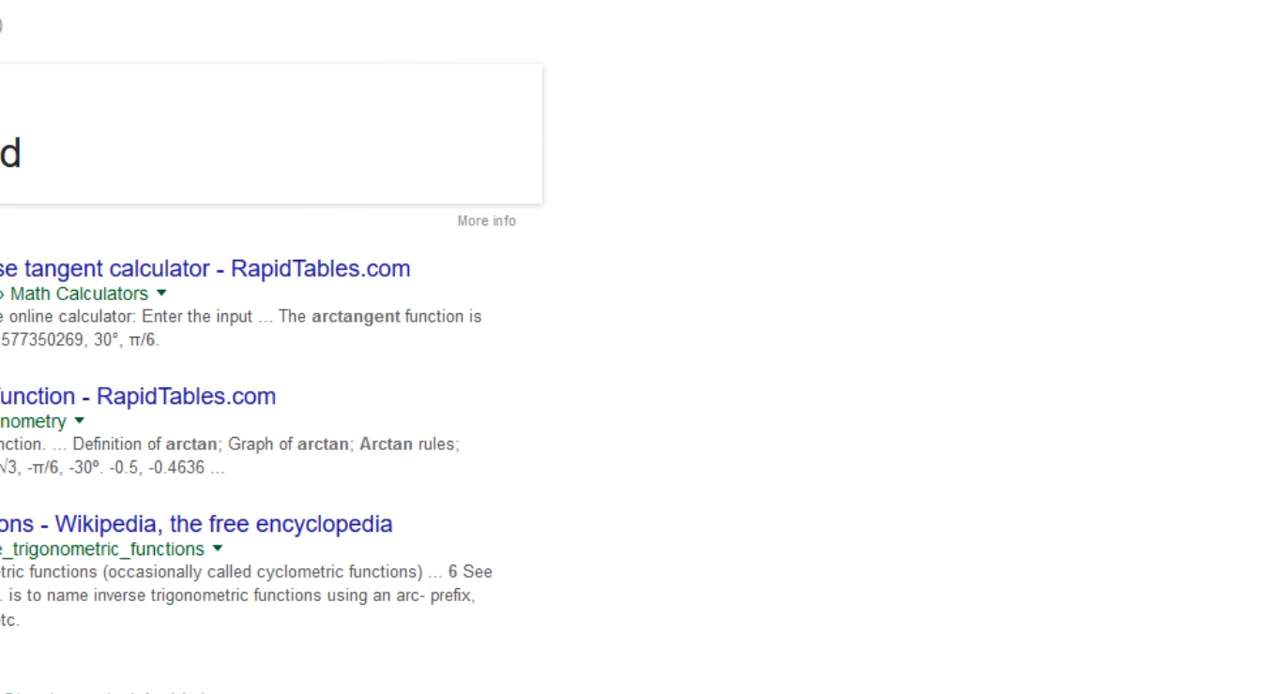 )
d
More info
se tangent calculator - RapidTables.com
› Math Calculators
e online calculator: Enter the input ... The arctangent function is
577350269, 30°, π/6.
function - RapidTables.com
nometry
nction. ... Definition of arctan; Graph of arctan; Arctan rules;
√3, -π/6, -30º. -0.5, -0.4636 ...
ons - Wikipedia, the free encyclopedia
e_trigonometric_functions
tric functions (occasionally called cyclometric functions) ... 6 See
. is to name inverse trigonometric functions using an arc- prefix,
tc.